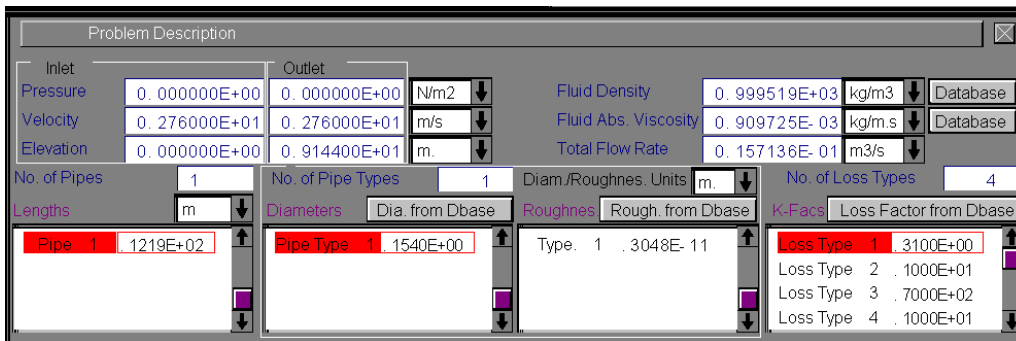 Problem Description
Inlet Outlet
Pressure 0. 000000E+00 0. 000000E+00 N/m2 Fluid Density 0. 999519E+03 kg/m3 Database
Velocity 0. 276000E+01 0. 276000E+01 m/s Fluid Abs. Viscosity 0. 909725E- 03 kg/m.s Database
Elevation 0. 000000E+00 0. 914400E+01 m. Total Flow Rate 0. 157136E- 01 m3/s
No. of Pipes 1 No. of Pipe Types 1 Diam./Roughnes. Units m. No. of Loss Types 4
Lengths m Diameters Dia. from Dbase Roughnes. Rough. from Dbase K-Facs Loss Factor from Dbase
Pipe 1 . 1219E+02 Pipe Type 1 . 1540E+00 Type. 1 . 3048E- 11 Loss Type 1 . 3100E+00
Loss Type 2 . 1000E+01
Loss Type 3 . 7000E+02
Loss Type 4 . 1000E+01